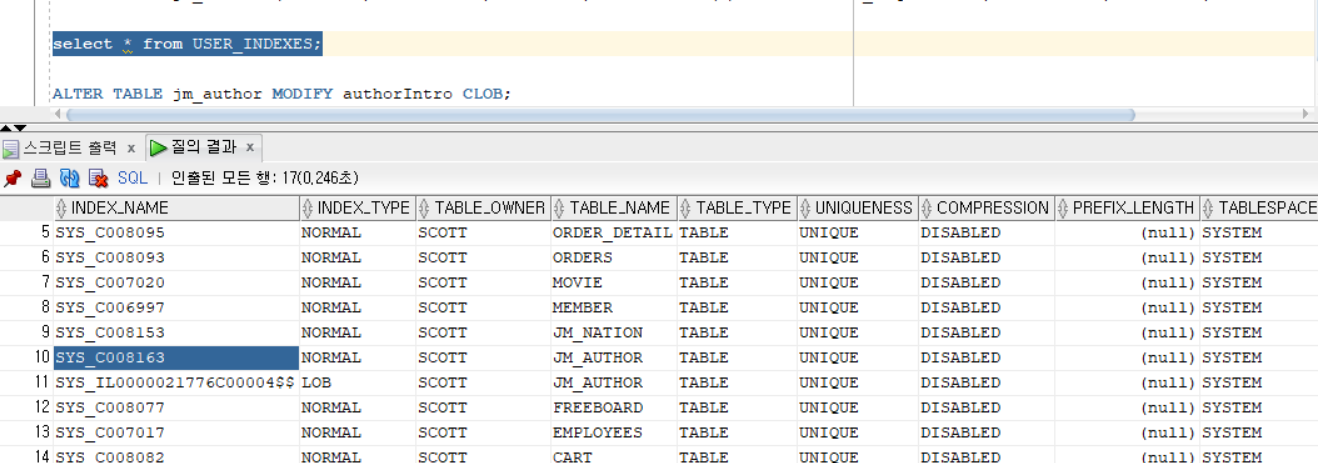 select * from USER_INDEXES;
ALTER TABLE jm_author MODIFY authorIntro CLOB;
스크립트 출력 x 질의 결과 x
SQL | 인출된 모든 행: 17(0,246초)
INDEX_NAME INDEX_TYPE TABLE_OWNER TABLE_NAME TABLE_TYPE UNIQUENESS COMPRESSION PREFIX_LENGTH TABLESPACE
5 SYS_C008095 NORMAL SCOTT ORDER_DETAIL TABLE UNIQUE DISABLED (null) SYSTEM
6 SYS_C008093 NORMAL SCOTT ORDERS TABLE UNIQUE DISABLED (null) SYSTEM
7 SYS_C007020 NORMAL SCOTT MOVIE TABLE UNIQUE DISABLED (null) SYSTEM
8 SYS_C006997 NORMAL SCOTT MEMBER TABLE UNIQUE DISABLED (null) SYSTEM
9 SYS_C008153 NORMAL SCOTT JM_NATION TABLE UNIQUE DISABLED (null) SYSTEM
10 SYS_C008163 NORMAL SCOTT JM_AUTHOR TABLE UNIQUE DISABLED (null) SYSTEM
11 SYS_IL0000021776C00004$$ LOB SCOTT JM_AUTHOR TABLE UNIQUE DISABLED (null) SYSTEM
12 SYS_C008077 NORMAL SCOTT FREEBOARD TABLE UNIQUE DISABLED (null) SYSTEM
13 SYS_C007017 NORMAL SCOTT EMPLOYEES TABLE UNIQUE DISABLED (null) SYSTEM
14 SYS_C008082 NORMAL SCOTT CART TABLE UNIQUE DISABLED (null) SYSTEM